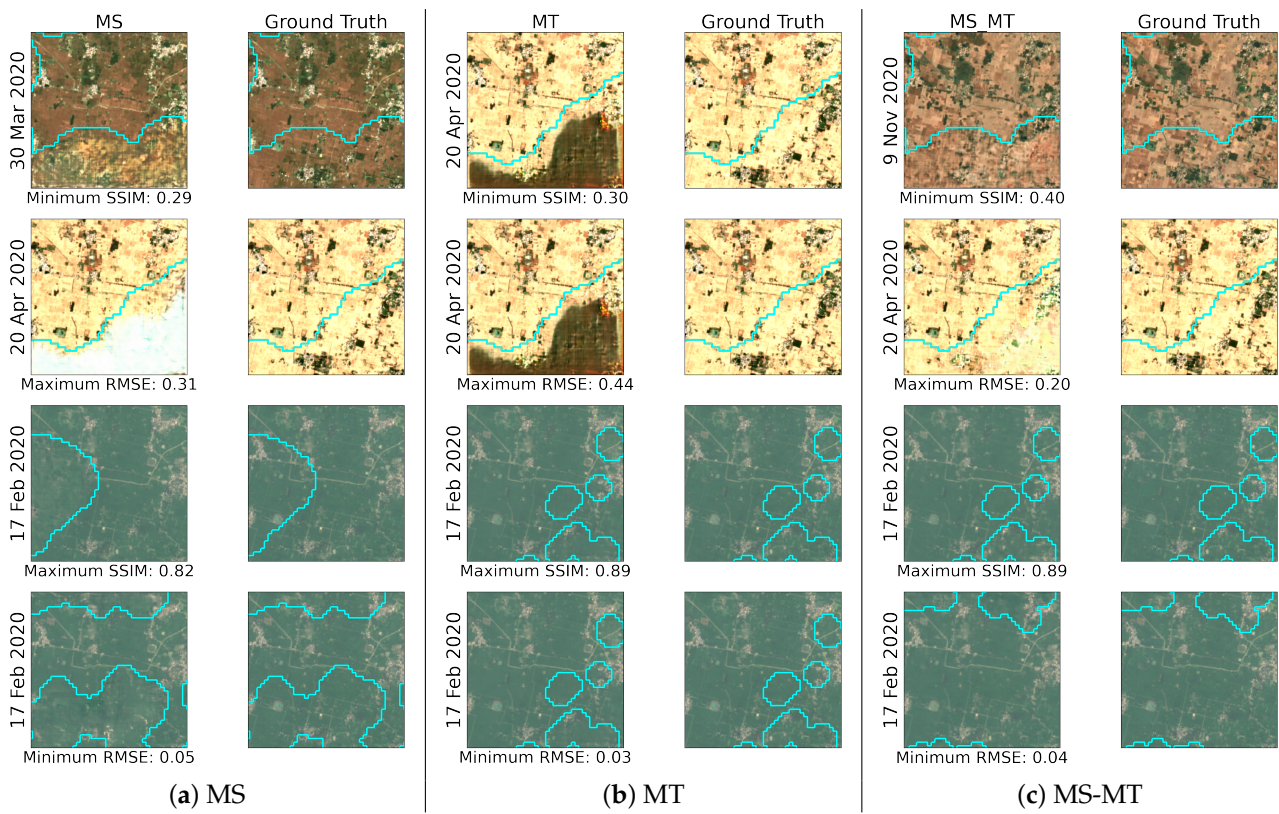 MS
Ground Truth
MT
Ground Truth
MS_MT
Ground Truth
30 Mar 2020
20 Apr 2020
9 Nov 2020
Minimum SSIM: 0.29
Minimum SSIM: 0.30
Minimum SSIM: 0.40
20 Apr 2020
20 Apr 2020
20 Apr 2020
Maximum RMSE: 0.31
Maximum RMSE: 0.44
Maximum RMSE: 0.20
17 Feb 2020
17 Feb 2020
17 Feb 2020
Maximum SSIM: 0.82
Maximum SSIM: 0.89
Maximum SSIM: 0.89
17 Feb 2020
17 Feb 2020
17 Feb 2020
Minimum RMSE: 0.05
Minimum RMSE: 0.03
Minimum RMSE: 0.04
(a) MS
(b) MT
(c) MS-MT